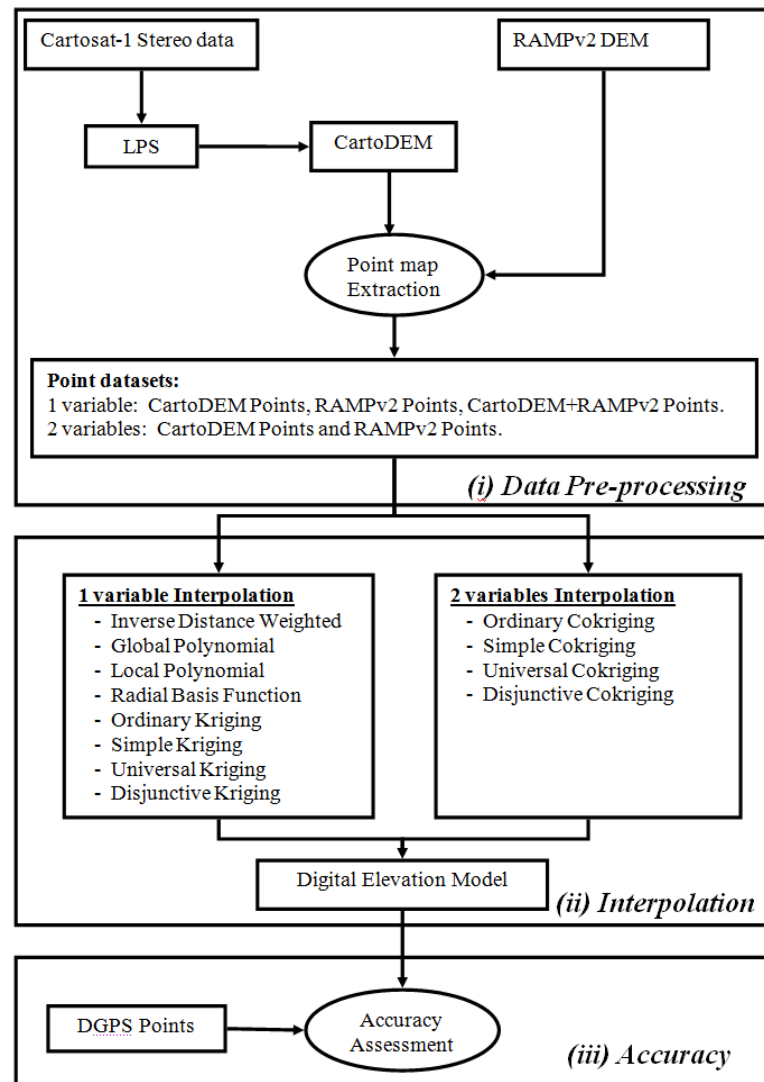 Cartosat-1 Stereo data
RAMPv2 DEM
LPS
CartoDEM
Point map
Extraction
Point datasets:
1 variable: CartoDEM Points, RAMPv2 Points, CartoDEM+RAMPv2 Points.
2 variables: CartoDEM Points and RAMPv2 Points.
(i) Data Pre-processing
1 variable Interpolation
- Inverse Distance Weighted
- Global Polynomial
- Local Polynomial
- Radial Basis Function
- Ordinary Kriging
- Simple Kriging
- Universal Kriging
- Disjunctive Kriging
2 variables Interpolation
- Ordinary Cokriging
- Simple Cokriging
- Universal Cokriging
- Disjunctive Cokriging
Digital Elevation Model
(ii) Interpolation
DGPS Points
Accuracy
Assessment
(iii) Accuracy